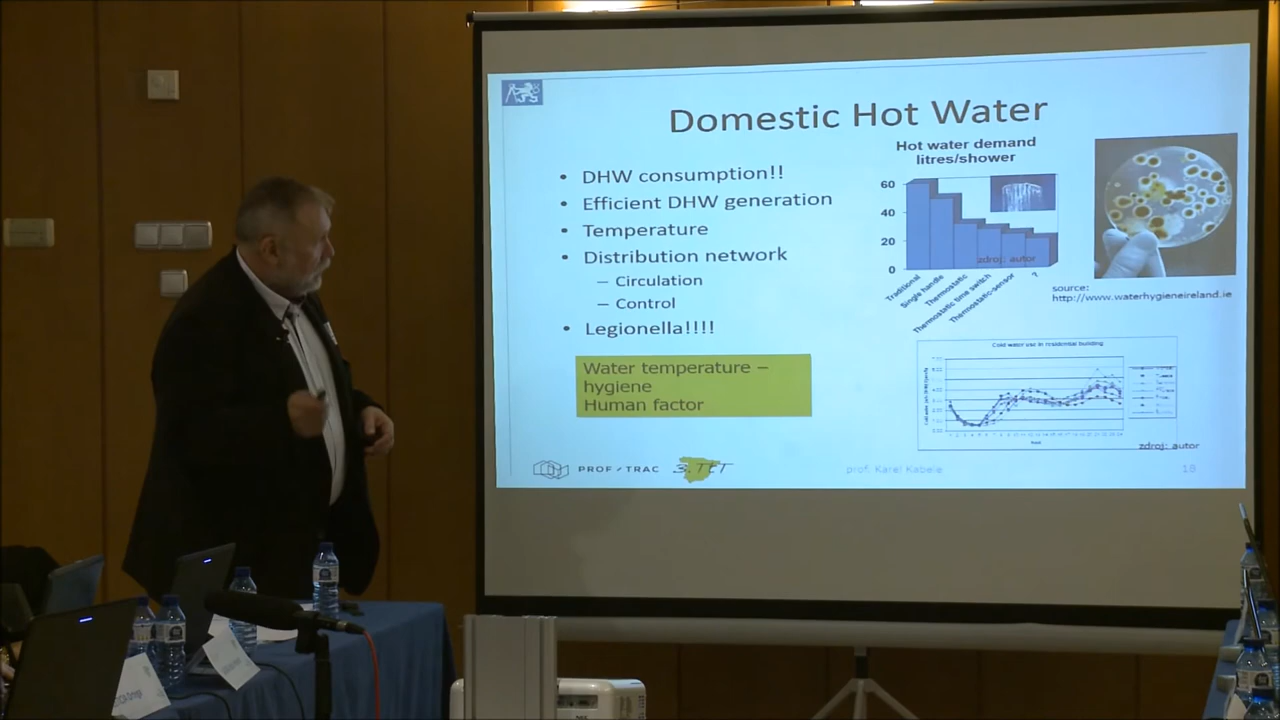 Domestic Hot Water
• DHW consumption!!
• Efficient DHW generation
• Temperature
• Distribution network
– Circulation
– Control
• Legionella!!!!
Water temperature –
hygiene
Human factor
Hot water demand
litres/shower
60
40
20
0
zdroj: autor
Traditional
Single handle
Thermostatic
Thermostatic time switch
Thermostatic-sensor
?
source:
http://www.waterhygieneireland.ie
Cold water use in residential building
zdroj: autor
PROF/TRAC
3.TtT
prof. Karel Kabele
18